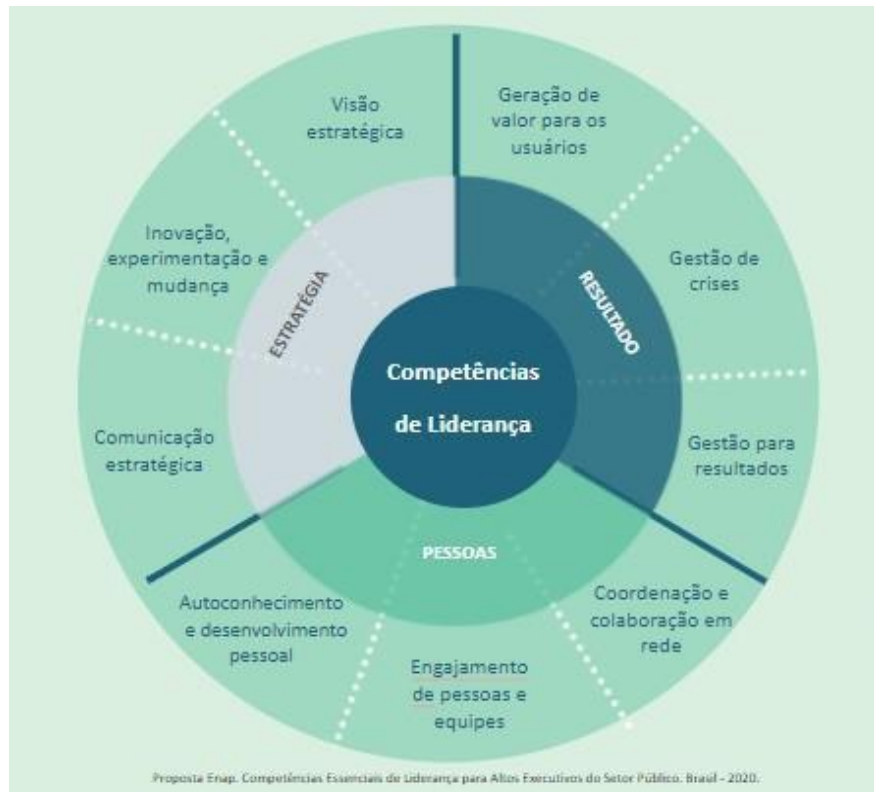 Visão
estratégica
Geração de
valor para os
usuários
Inovação,
experimentação e
mudança
Gestão de
crises
ESTRATÉGIA
RESULTADO
Competências
de Liderança
Comunicação
estratégica
Gestão para
resultados
PESSOAS
Autoconhecimento
e desenvolvimento
pessoal
Engajamento
de pessoas e
equipes
Coordenação e
colaboração em
rede
Proposta Enap. Competências Essenciais de Liderança para Altos Executivos do Setor Público. Brasil - 2020.